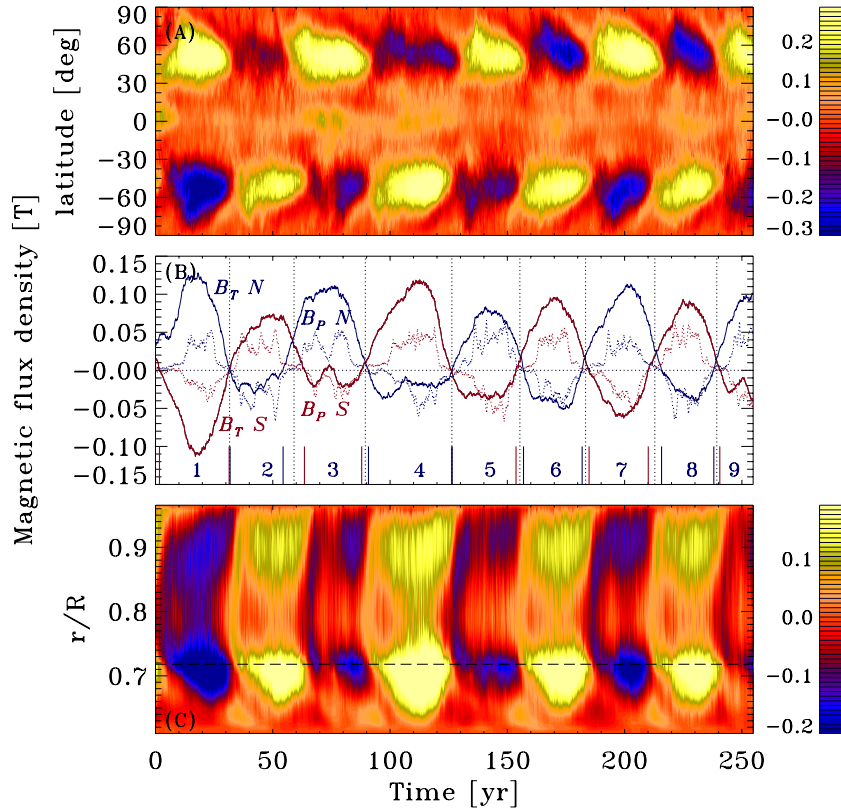 90
60
30
0
−30
−60
−90
latitude [deg]
(A)
0.2
0.1
−0.0
−0.1
−0.2
−0.3
Magnetic flux density [T]
0.15
0.10
0.05
−0.00
−0.05
−0.10
−0.15
(B)
B_T N
B_P N
B_T S
B_P S
1 2 3 4 5 6 7 8 9
0.9
0.8
0.7
r/R
(C)
0.1
0.0
−0.1
−0.2
0 50 100 150 200 250
Time [yr]